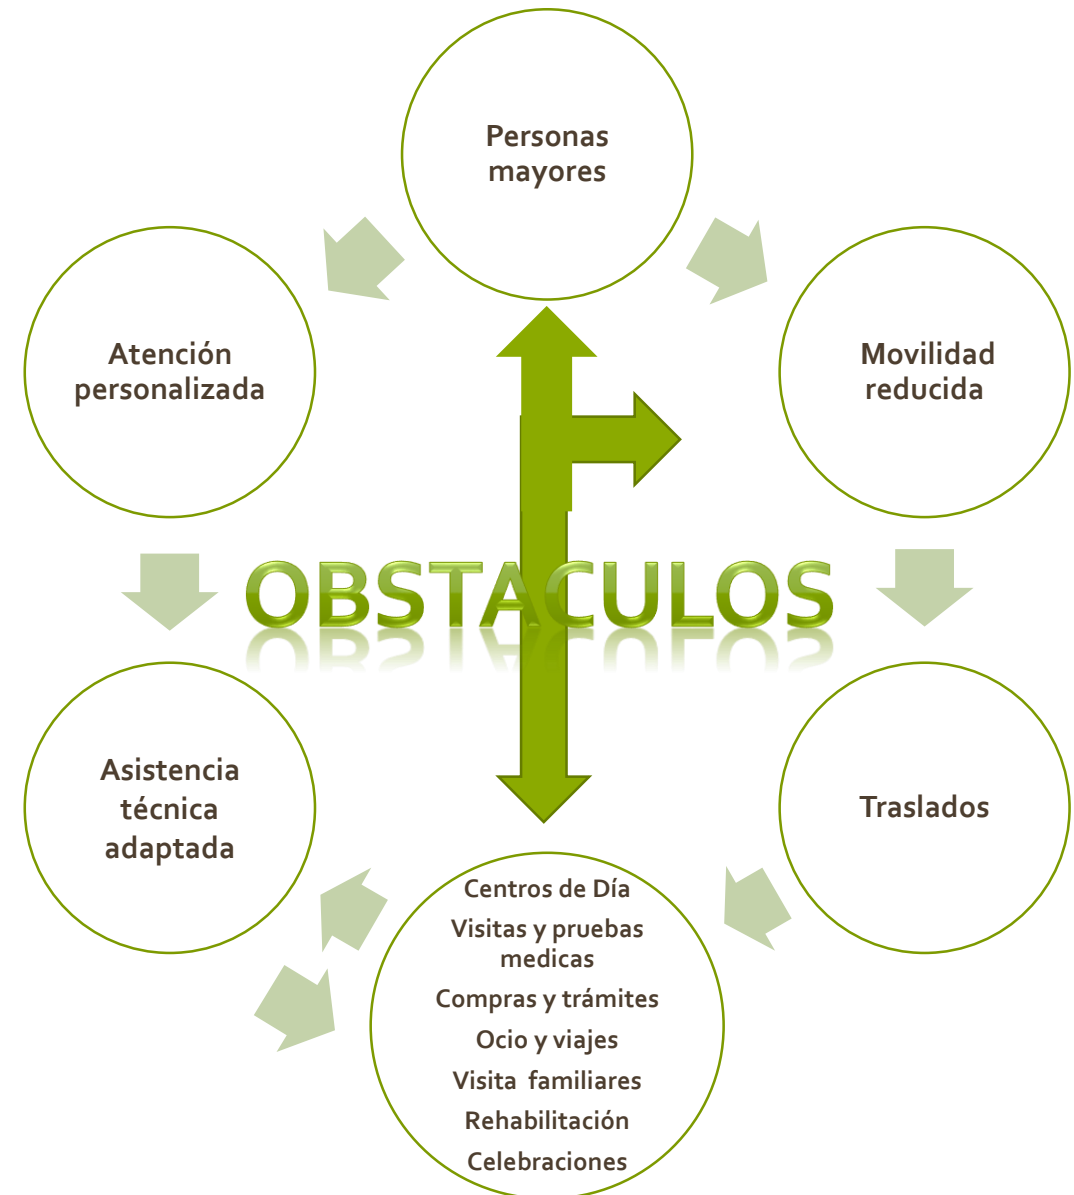 Personas
mayores
Atención
personalizada
Movilidad
reducida
OBSTACULOS
Asistencia
técnica
adaptada
Traslados
Centros de Día
Visitas y pruebas
medicas
Compras y trámites
Ocio y viajes
Visita familiares
Rehabilitación
Celebraciones